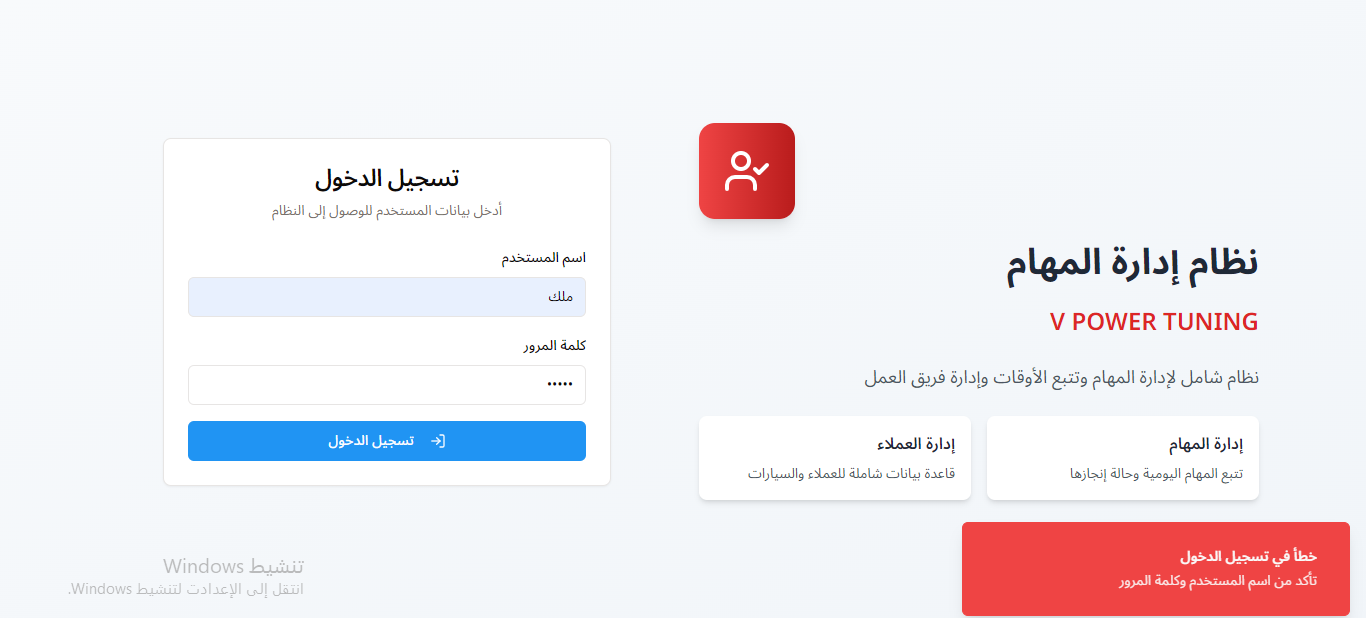 نظام إدارة المهام
V POWER TUNING
نظام شامل لإدارة المهام وتتبع الأوقات وإدارة فريق العمل
إدارة المهام
تتبع المهام اليومية وحالة إنجازها
إدارة العملاء
قاعدة بيانات شاملة للعملاء والسيارات
تسجيل الدخول
أدخل بيانات المستخدم للوصول إلى النظام
اسم المستخدم
ملك
كلمة المرور
•••••
تسجيل الدخول
خطأ في تسجيل الدخول
تأكد من اسم المستخدم وكلمة المرور
تنشيط Windows
انتقل إلى الإعدادت لتنشيط Windows.